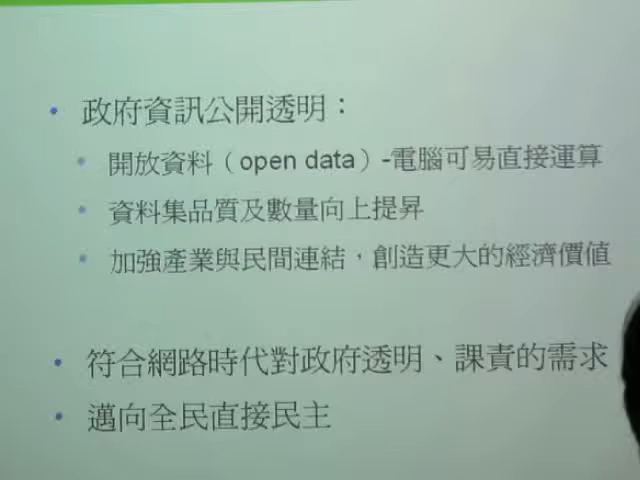 • 政府資訊公開透明：
• 開放資料（open data）-電腦可易直接運算
• 資料集品質及數量向上提昇
• 加強產業與民間連結，創造更大的經濟價值
• 符合網路時代對政府透明、課責的需求
• 邁向全民直接民主